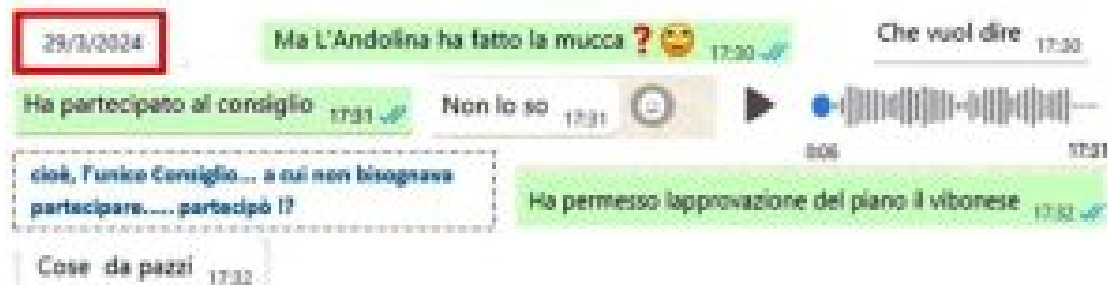 29/3/2024
Ma L'Andolina ha fatto la mucca ❓😊 17:30
Che vuol dire 17:30
Ha partecipato al consiglio 17:31
Non lo so 17:31
0:06 17:31
cioè, l'unico Consiglio... a cui non bisognava
partecipare..... partecipò !?
Ha permesso lapprovazione del piano il vibonese 17:32
Cose da pazzi 17:32